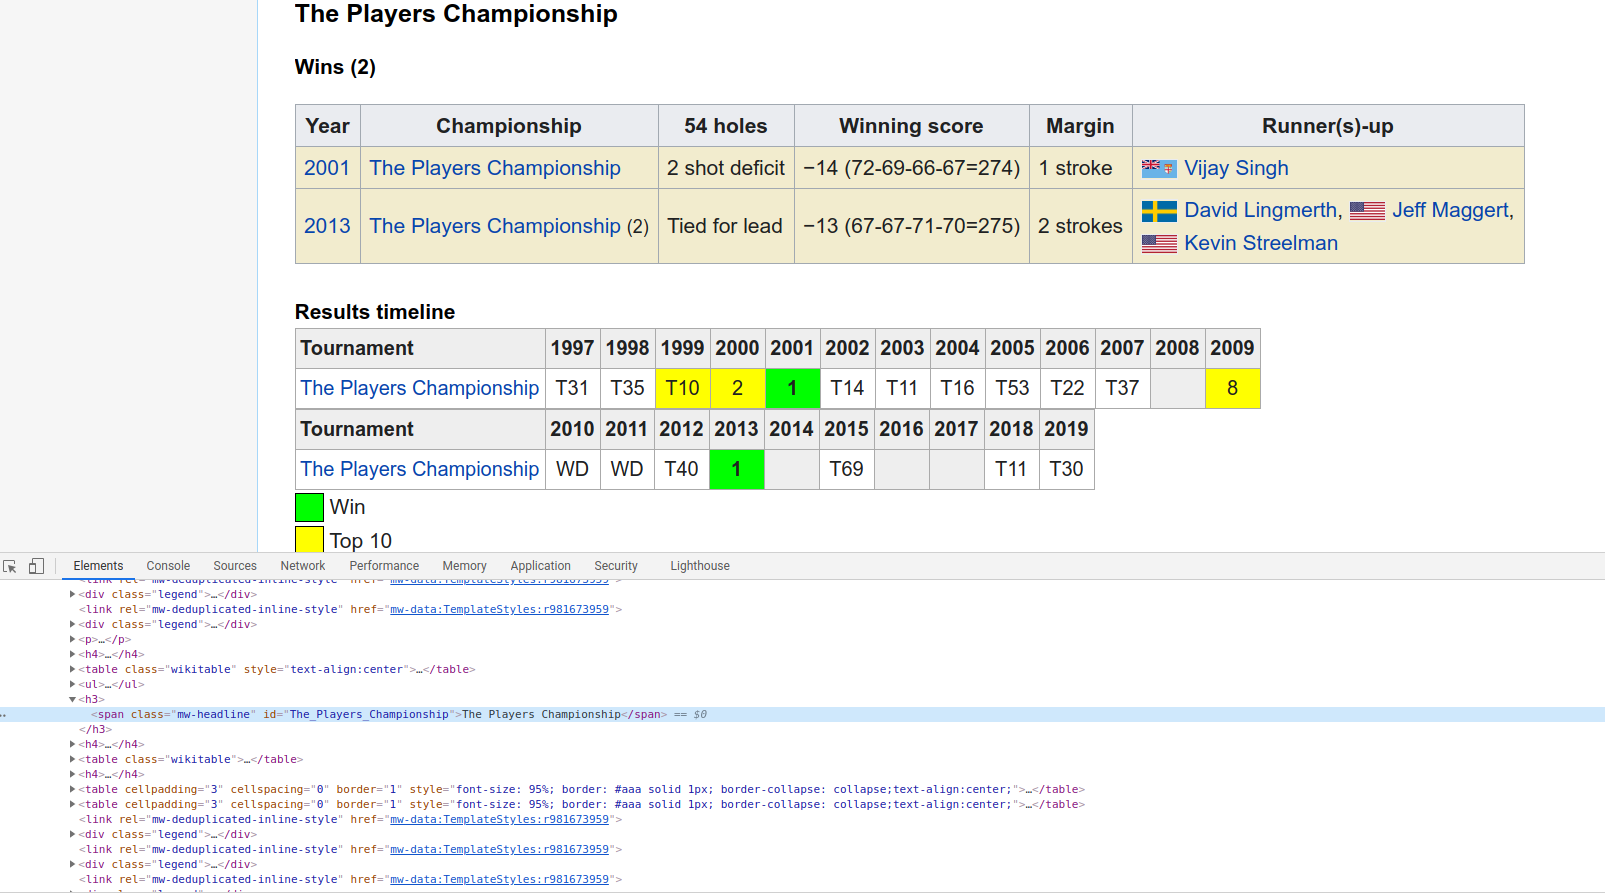 The Players Championship
Wins (2)
Year Championship 54 holes Winning score Margin Runner(s)-up
2001 The Players Championship 2 shot deficit −14 (72-69-66-67=274) 1 stroke Vijay Singh
2013 The Players Championship (2) Tied for lead −13 (67-67-71-70=275) 2 strokes David Lingmerth, Jeff Maggert,
Kevin Streelman
Results timeline
Tournament 1997 1998 1999 2000 2001 2002 2003 2004 2005 2006 2007 2008 2009
The Players Championship T31 T35 T10 2 1 T14 T11 T16 T53 T22 T37 8
Tournament 2010 2011 2012 2013 2014 2015 2016 2017 2018 2019
The Players Championship WD WD T40 1 T69 T11 T30
Win
Top 10
Elements Console Sources Network Performance Memory Application Security Lighthouse
<link rel="mw-deduplicated-inline-style" href="mw-data:TemplateStyles:r981673959">
<div class="legend">…</div>
<link rel="mw-deduplicated-inline-style" href="mw-data:TemplateStyles:r981673959">
<div class="legend">…</div>
<p>…</p>
<h4>…</h4>
<table class="wikitable" style="text-align:center">…</table>
<ul>…</ul>
<h3>
<span class="mw-headline" id="The_Players_Championship">The Players Championship</span> == $0
</h3>
<h4>…</h4>
<table class="wikitable">…</table>
<h4>…</h4>
<table cellpadding="3" cellspacing="0" border="1" style="font-size: 95%; border: #aaa solid 1px; border-collapse: collapse;text-align:center;">…</table>
<table cellpadding="3" cellspacing="0" border="1" style="font-size: 95%; border: #aaa solid 1px; border-collapse: collapse;text-align:center;">…</table>
<link rel="mw-deduplicated-inline-style" href="mw-data:TemplateStyles:r981673959">
<div class="legend">…</div>
<link rel="mw-deduplicated-inline-style" href="mw-data:TemplateStyles:r981673959">
<div class="legend">…</div>
<link rel="mw-deduplicated-inline-style" href="mw-data:TemplateStyles:r981673959">